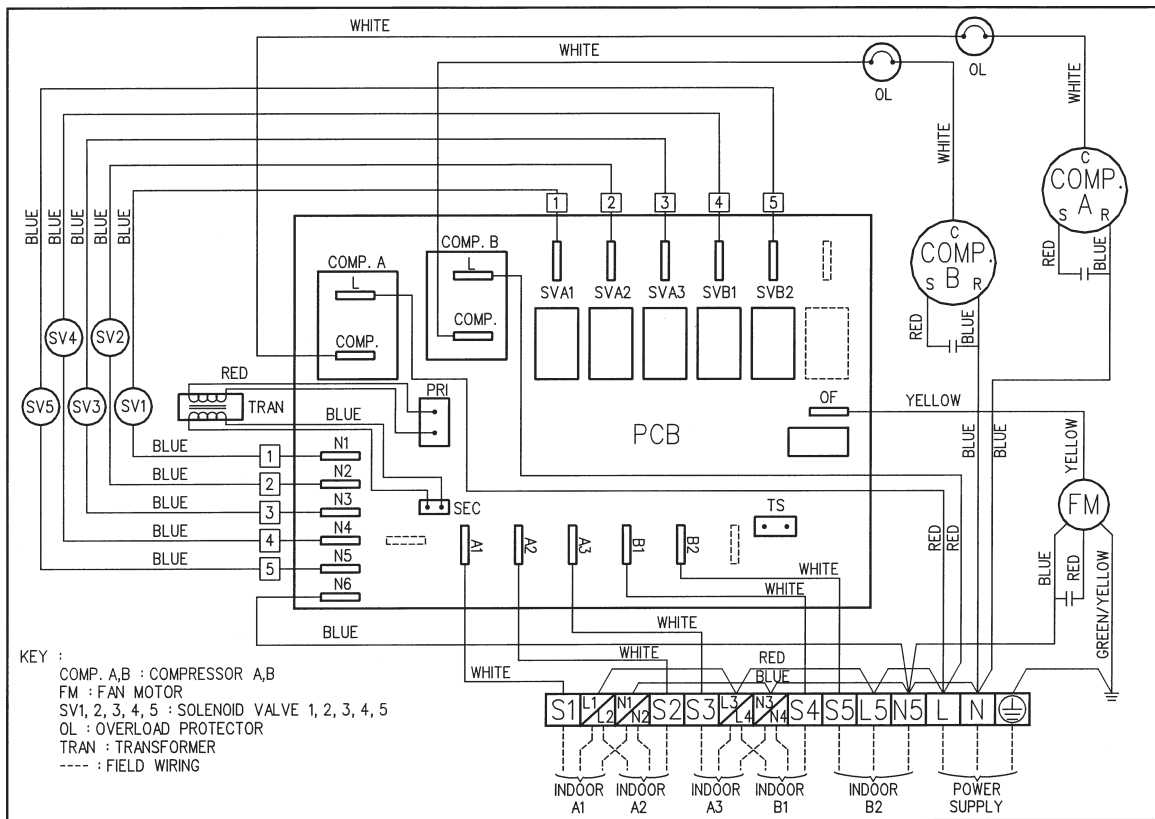 WHITE
WHITE
OL
OL
WHITE
WHITE
C
COMP.
A
S R
RED
BLUE
C
COMP.
B
S R
RED
BLUE
BLUE
BLUE
BLUE
BLUE
BLUE
1
2
3
4
5
COMP. A
L
COMP.
COMP. B
L
COMP.
SVA1
SVA2
SVA3
SVB1
SVB2
SV4
SV2
SV5
SV3
SV1
RED
TRAN
BLUE
PRI
PCB
OF
YELLOW
YELLOW
BLUE
BLUE
FM
BLUE
RED
GREEN/YELLOW
BLUE 1 N1
BLUE 2 N2
BLUE 3 N3
BLUE 4 N4
BLUE 5 N5
N6
SEC
TS
A1
A2
A3
B1
B2
RED
RED
WHITE
WHITE
WHITE
WHITE
WHITE
BLUE
RED
BLUE
KEY :
COMP. A,B : COMPRESSOR A,B
FM : FAN MOTOR
SV1, 2, 3, 4, 5 : SOLENOID VALVE 1, 2, 3, 4, 5
OL : OVERLOAD PROTECTOR
TRAN : TRANSFORMER
---- : FIELD WIRING
S1 L1 L2 N1 N2 S2 S3 L3 L4 N3 N4 S4 S5 L5 N5 L N
INDOOR
A1
INDOOR
A2
INDOOR
A3
INDOOR
B1
INDOOR
B2
POWER
SUPPLY